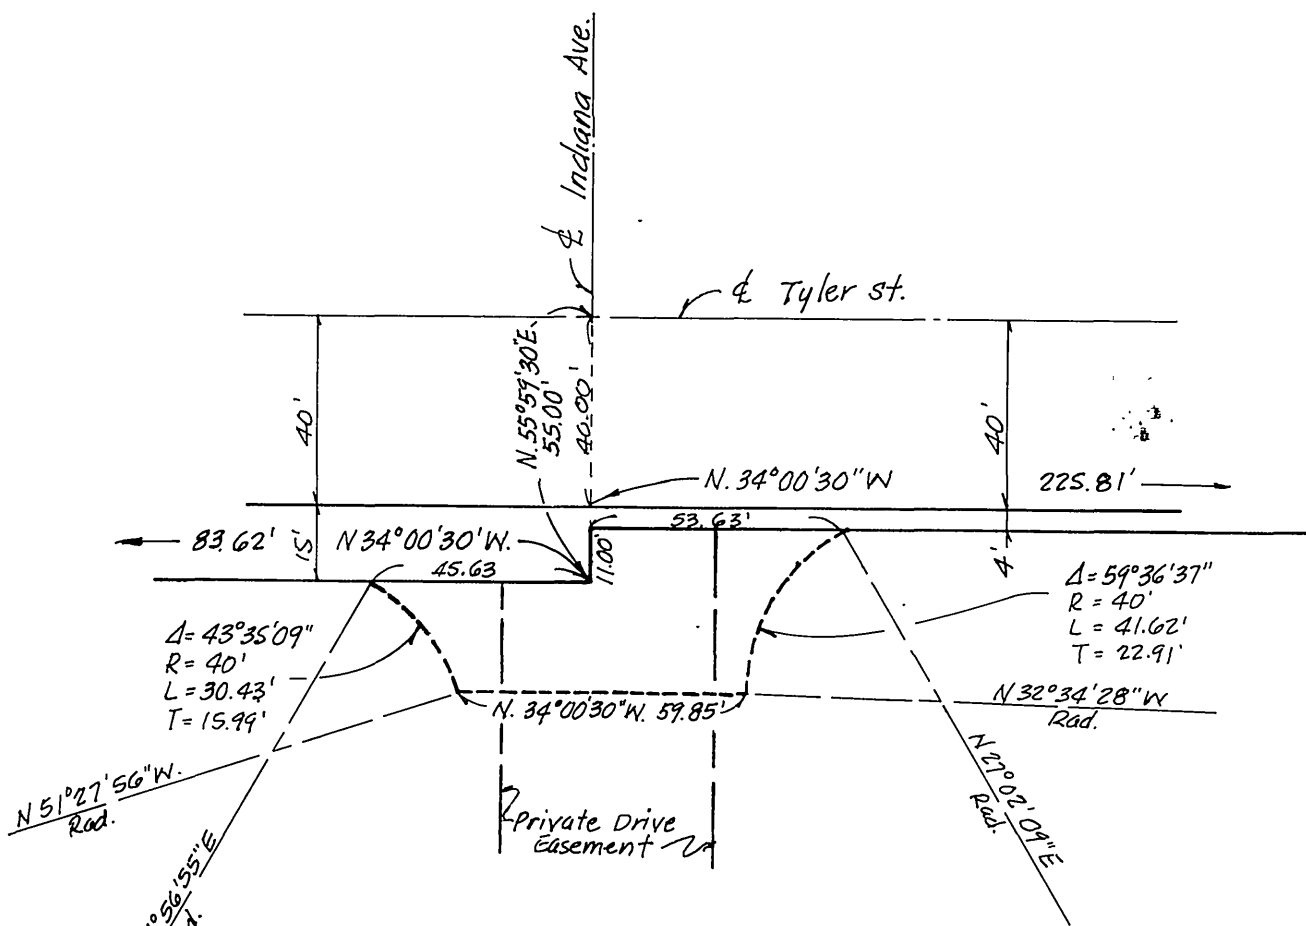 ℄ Indiana Ave.
℄ Tyler St.
N.55°59'30"E.
55.00'
40.00'
40'
40'
N.34°00'30"W
225.81'
53.63'
83.62'
15'
N34°00'30"W.
45.63
11.00'
4'
Δ=43°35'09"
R=40'
L=30.43'
T=15.99'
Δ=59°36'37"
R=40'
L=41.62'
T=22.91'
N.34°00'30"W. 59.85'
N32°34'28"W
Rad.
N51°27'56"W.
Rad.
N27°02'09"E
Rad.
°56'55"E
d.
Private Drive
Easement